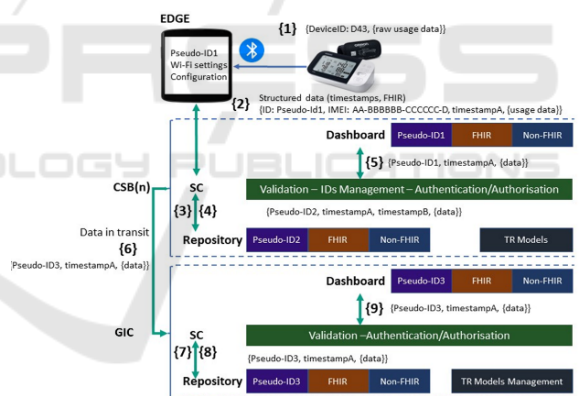 EDGE
{1} {DeviceID: D43, {raw usage data}}
Pseudo-ID1
Wi-Fi settings
Configuration
{2} Structured data (timestamps, FHIR)
{ID: Pseudo-Id1, IMEI: AA-BBBBBB-CCCCCC-D, timestampA, {usage data}}
Dashboard Pseudo-ID1 FHIR Non-FHIR
{5} {Pseudo-ID1, timestampA, {data}}
CSB(n) SC Validation – IDs Management – Authentication/Authorisation
{3} {4} {Pseudo-ID2, timestampA, timestampB, {data}}
Data in transit
{6}
{Pseudo-ID3, timestampA, {data}}
Repository Pseudo-ID2 FHIR Non-FHIR TR Models
Dashboard Pseudo-ID3 FHIR Non-FHIR
{9} {Pseudo-ID3, timestampA, {data}}
GIC SC Validation –Authentication/Authorisation
{7} {8} {Pseudo-ID3, timestampA, {data}}
Repository Pseudo-ID3 FHIR Non-FHIR TR Models Management
PRESS
OLOGY PUBLICATIONS